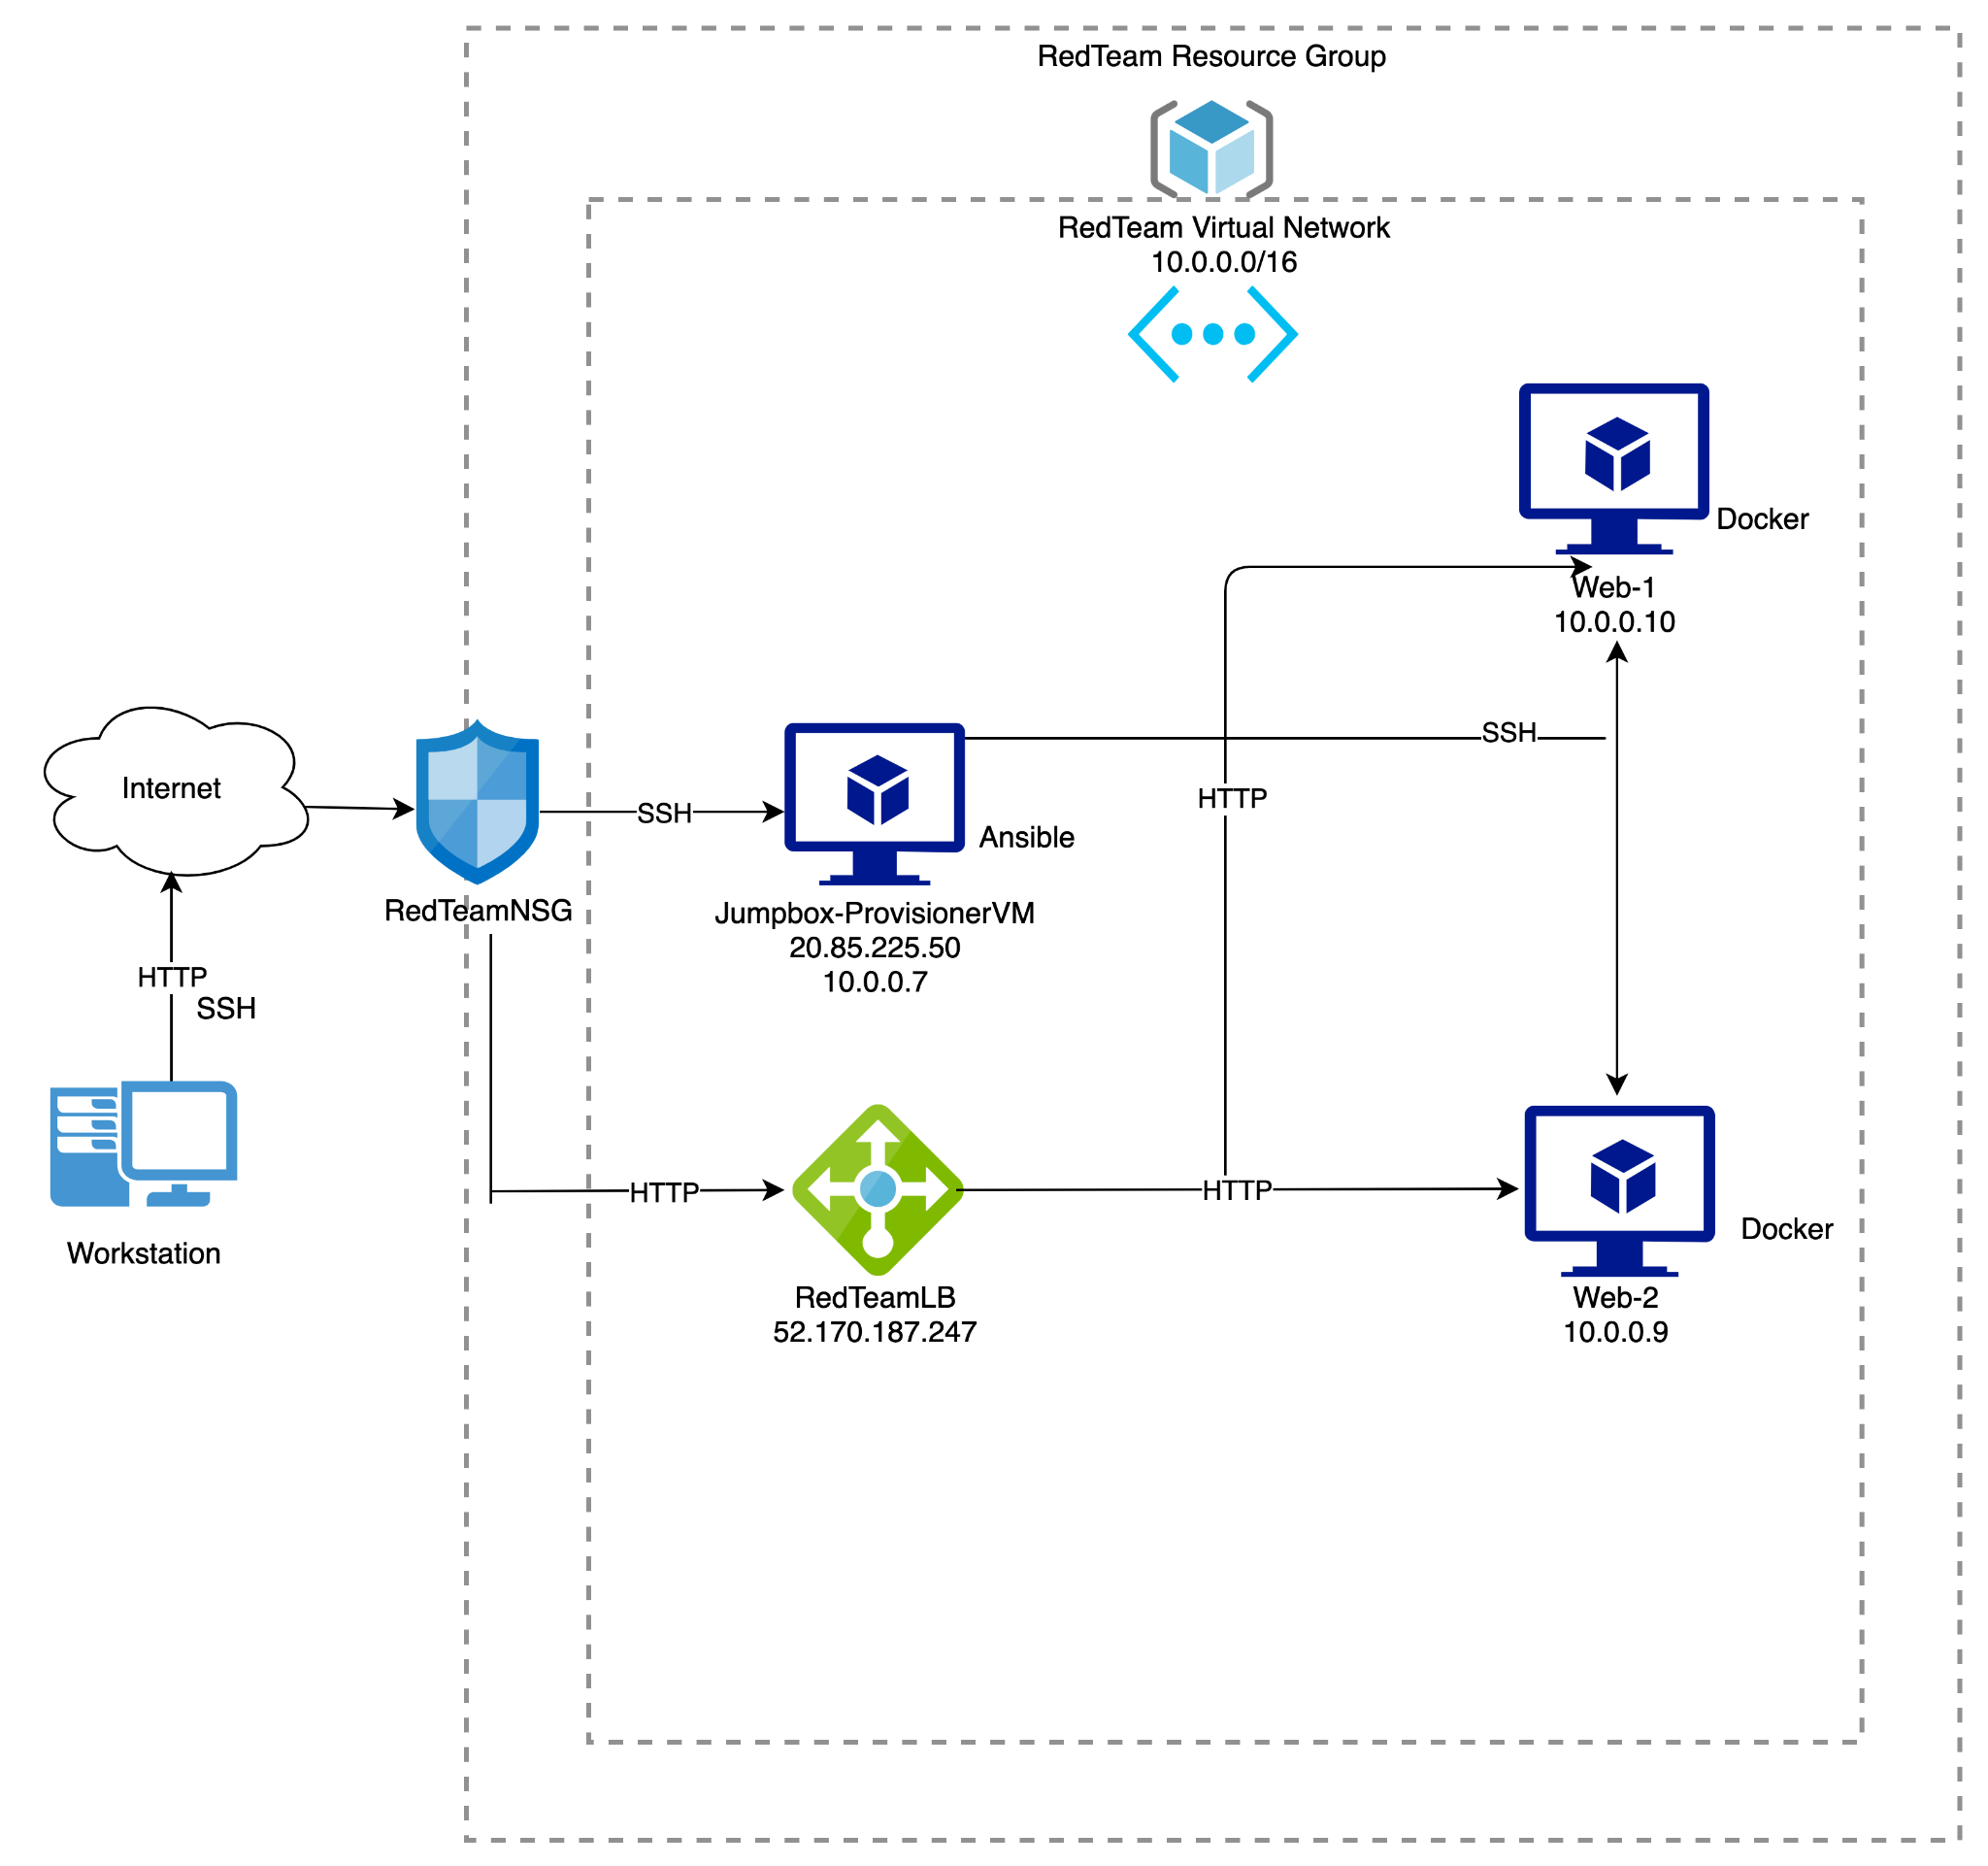 RedTeam Resource Group
RedTeam Virtual Network
10.0.0.0/16
Docker
Web-1
10.0.0.10
SSH
Internet
HTTP
SSH
Ansible
RedTeamNSG
Jumpbox-ProvisionerVM
20.85.225.50
10.0.0.7
HTTP
SSH
HTTP
HTTP
Docker
Workstation
RedTeamLB
52.170.187.247
Web-2
10.0.0.9